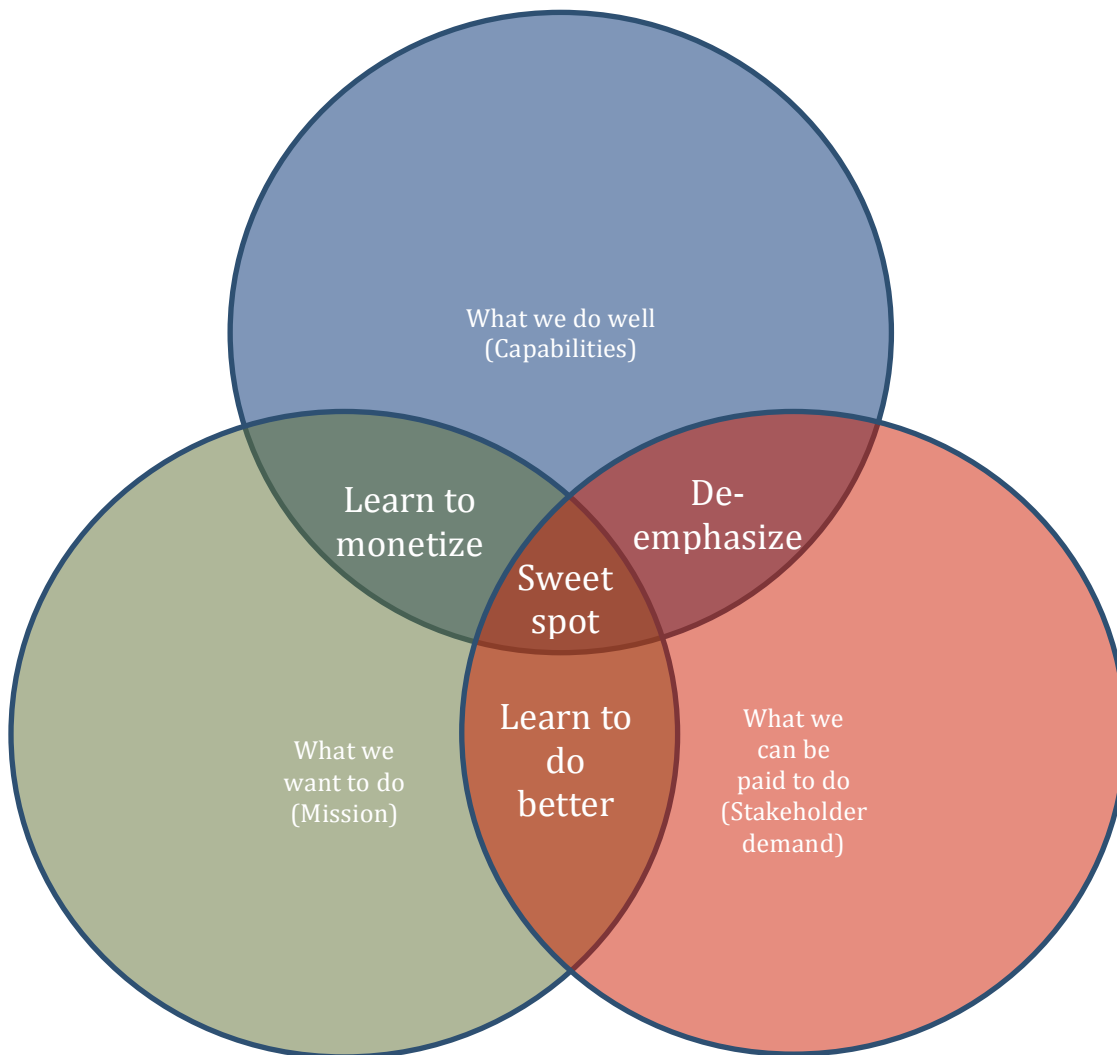 What we do well
(Capabilities)
Learn to
monetize
De-
emphasize
Sweet
spot
Learn to
do
better
What we
want to do
(Mission)
What we
can be
paid to do
(Stakeholder
demand)